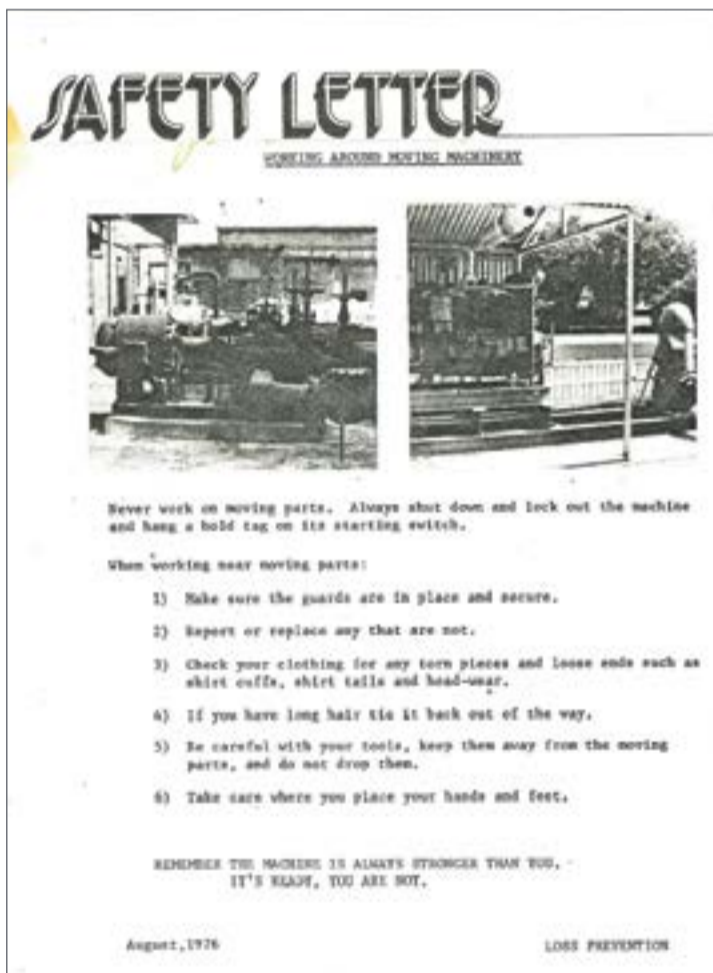 SAFETY LETTER
WORKING AROUND MOVING MACHINERY
Never work on moving parts. Always shut down and lock out the machine
and hang a hold tag on its starting switch.
When working near moving parts:
1) Make sure the guards are in place and secure.
2) Report or replace any that are not.
3) Check your clothing for any torn pieces and loose ends such as
shirt cuffs, shirt tails and head-wear.
4) If you have long hair tie it back out of the way.
5) Be careful with your tools, keep them away from the moving
parts, and do not drop them.
6) Take care where you place your hands and feet.
REMEMBER THE MACHINE IS ALWAYS STRONGER THAN YOU.
IT'S READY, YOU ARE NOT.
August,1976
LOSS PREVENTION